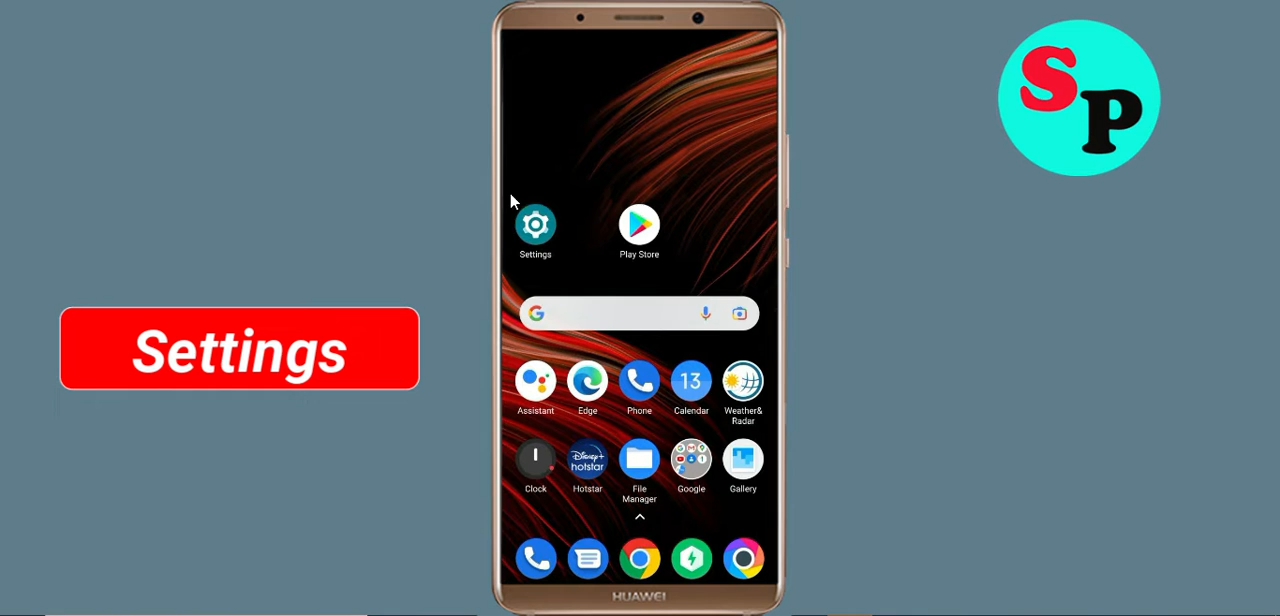 SP
Settings
Settings
Play Store
Assistant
Edge
Phone
13
Calendar
Weather&
Radar
Disney+
hotstar
Clock
Hotstar
File
Manager
Google
Gallery
HUAWEI